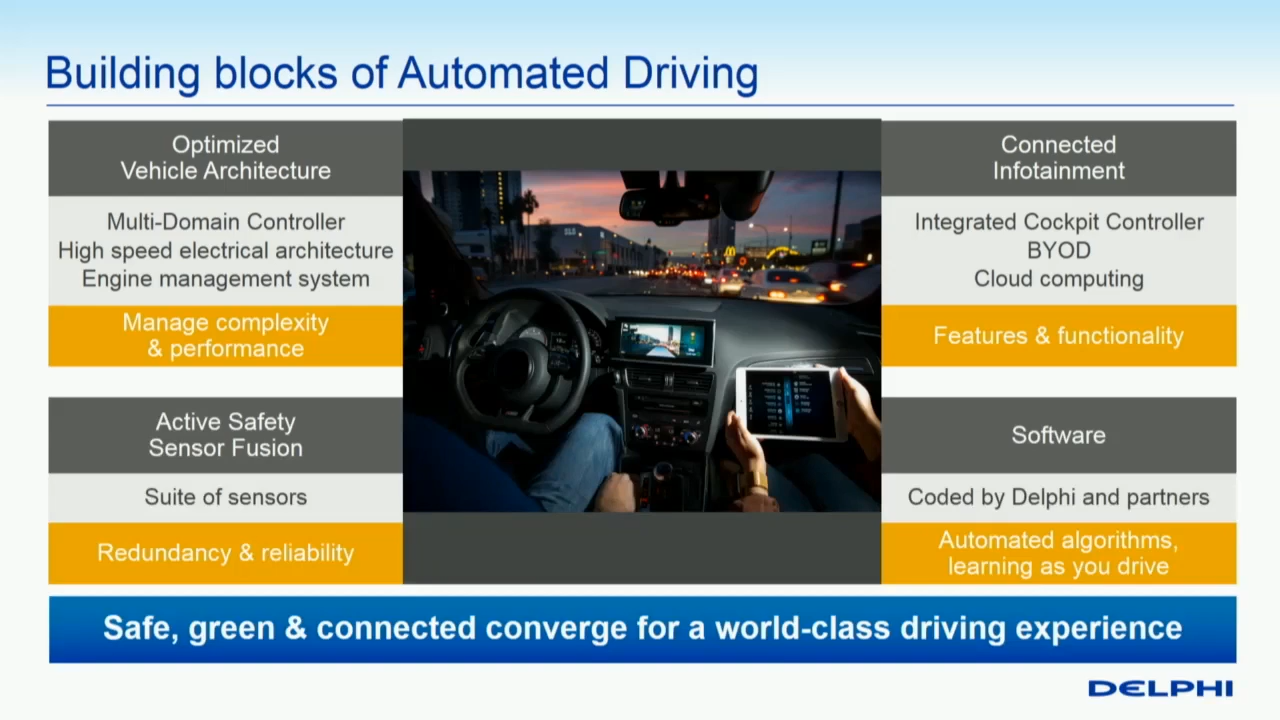 Building blocks of Automated Driving
Optimized
Vehicle Architecture
Multi-Domain Controller
High speed electrical architecture
Engine management system
Manage complexity
& performance
Active Safety
Sensor Fusion
Suite of sensors
Redundancy & reliability
Connected
Infotainment
Integrated Cockpit Controller
BYOD
Cloud computing
Features & functionality
Software
Coded by Delphi and partners
Automated algorithms,
learning as you drive
Safe, green & connected converge for a world-class driving experience
DELPHI